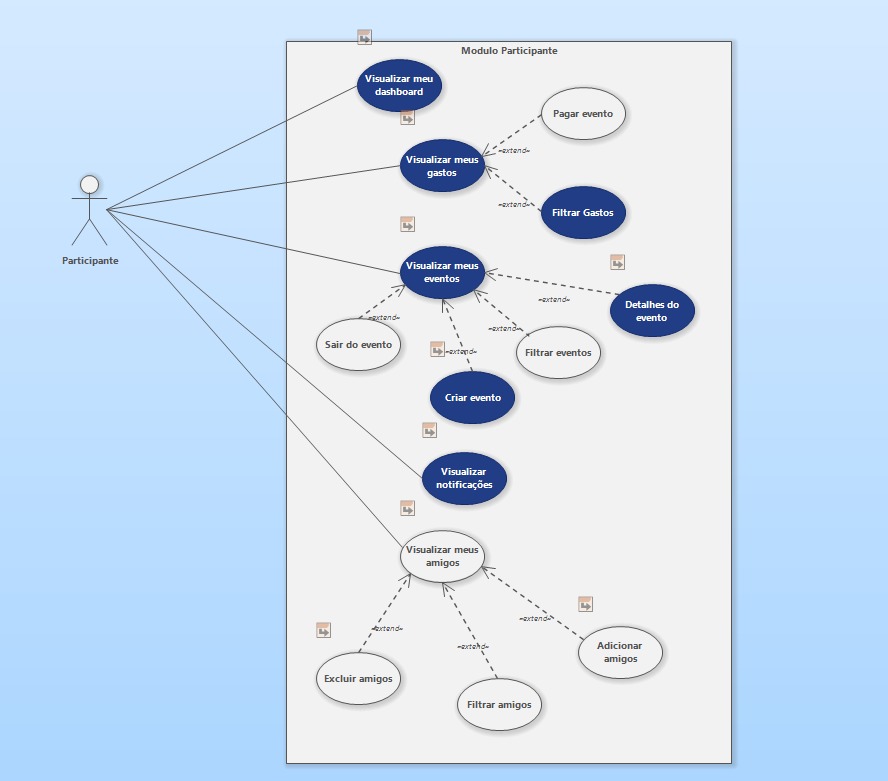 Modulo Participante
Visualizar meu
dashboard
Pagar evento
«extend»
Visualizar meus
gastos
«extend»
Filtrar Gastos
Participante
Visualizar meus
eventos
«extend»
Detalhes do
evento
«extend»
Sair do evento
«extend»
Filtrar eventos
«extend»
Criar evento
Visualizar
notificações
Visualizar meus
amigos
«extend»
Excluir amigos
«extend»
Filtrar amigos
«extend»
Adicionar
amigos